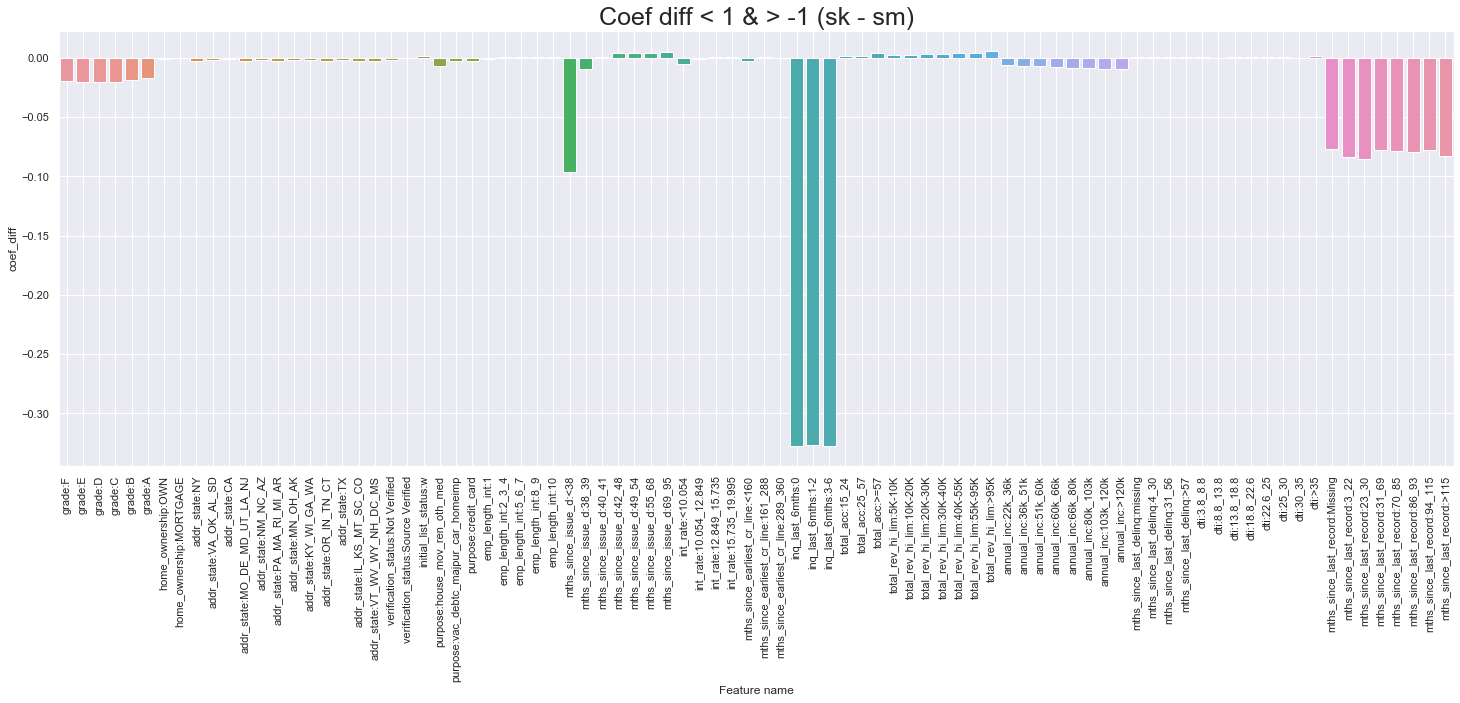 Coef diff < 1 & > -1 (sk - sm)
coef_diff
0.00
−0.05
−0.10
−0.15
−0.20
−0.25
−0.30
grade:F
grade:E
grade:D
grade:C
grade:B
grade:A
home_ownership:OWN
home_ownership:MORTGAGE
addr_state:NY
addr_state:VA_OK_AL_SD
addr_state:CA
addr_state:MO_DE_MD_UT_LA_NJ
addr_state:NM_NC_AZ
addr_state:PA_MA_RI_MI_AR
addr_state:MN_OH_AK
addr_state:KY_WI_GA_WA
addr_state:OR_IN_TN_CT
addr_state:TX
addr_state:IL_KS_MT_SC_CO
addr_state:VT_WV_WY_NH_DC_MS
verification_status:Not Verified
verification_status:Source Verified
initial_list_status:w
purpose:house_mov_ren_oth_med
purpose:vac_debtc_majpur_car_homeimp
purpose:credit_card
emp_length_int:1
emp_length_int:2_3_4
emp_length_int:5_6_7
emp_length_int:8_9
emp_length_int:10
mths_since_issue_d:<38
mths_since_issue_d:38_39
mths_since_issue_d:40-41
mths_since_issue_d:42_48
mths_since_issue_d:49_54
mths_since_issue_d:55_68
mths_since_issue_d:69_95
int_rate:<10.054
int_rate:10.054_12.849
int_rate:12.849_15.735
int_rate:15.735_19.995
mths_since_earliest_cr_line:<160
mths_since_earliest_cr_line:161_288
mths_since_earliest_cr_line:289_360
inq_last_6mths:0
inq_last_6mths:1-2
inq_last_6mths:3-6
total_acc:15_24
total_acc:25_57
total_acc:>=57
total_rev_hi_lim:5K-10K
total_rev_hi_lim:10K-20K
total_rev_hi_lim:20K-30K
total_rev_hi_lim:30K-40K
total_rev_hi_lim:40K-55K
total_rev_hi_lim:55K-95K
total_rev_hi_lim:>95K
annual_inc:22k_36k
annual_inc:36k_51k
annual_inc:51k_60k
annual_inc:60k_66k
annual_inc:66k_80k
annual_inc:80k_103k
annual_inc:103k_120k
annual_inc:>120k
mths_since_last_delinq:missing
mths_since_last_delinq:4_30
mths_since_last_delinq:31_56
mths_since_last_delinq:>57
dti:3.8_8.8
dti:8.8_13.8
dti:13.8_18.8
dti:18.8_22.6
dti:22.6_25
dti:25_30
dti:30_35
dti:>35
mths_since_last_record:Missing
mths_since_last_record:3_22
mths_since_last_record:23_30
mths_since_last_record:31_69
mths_since_last_record:70_85
mths_since_last_record:86_93
mths_since_last_record:94_115
mths_since_last_record:>115
Feature name